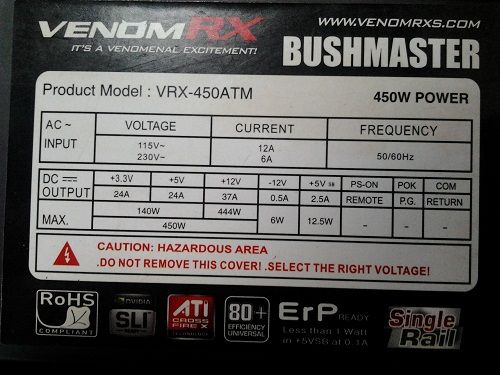 VENOMRX
IT'S A VENOMENAL EXCITEMENT!
WWW.VENOMRXS.COM
BUSHMASTER
Product Model : VRX-450ATM
450W POWER
AC ~ INPUT
VOLTAGE CURRENT FREQUENCY
115V~ 12A
230V~ 6A
50/60Hz
DC OUTPUT
+3.3V +5V +12V -12V +5V SB PS-ON POK COM
24A 24A 37A 0.5A 2.5A REMOTE P.G. RETURN
MAX. 140W 444W 6W 12.5W - - -
450W
CAUTION: HAZARDOUS AREA
.DO NOT REMOVE THIS COVER! .SELECT THE RIGHT VOLTAGE!
RoHS
COMPLIANT
NVIDIA
SLI
READY
ATI
CROSS
FIRE X
80+
EFFICIENCY
UNIVERSAL
ErP READY
Less than 1 Watt
in +5VSB at 0.1A
Single
Rail